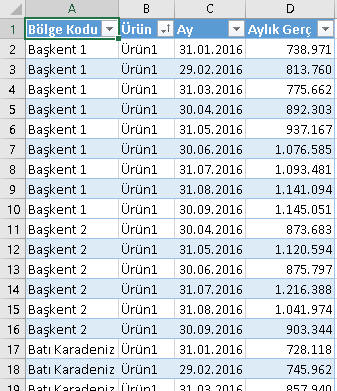 A B C D
1 Bölge Kodu Ürün Ay Aylık Gerç
2 Başkent 1 Ürün1 31.01.2016 738.971
3 Başkent 1 Ürün1 29.02.2016 813.760
4 Başkent 1 Ürün1 31.03.2016 775.662
5 Başkent 1 Ürün1 30.04.2016 892.303
6 Başkent 1 Ürün1 31.05.2016 937.167
7 Başkent 1 Ürün1 30.06.2016 1.076.585
8 Başkent 1 Ürün1 31.07.2016 1.093.481
9 Başkent 1 Ürün1 31.08.2016 1.141.094
10 Başkent 1 Ürün1 30.09.2016 1.145.051
11 Başkent 2 Ürün1 30.04.2016 873.683
12 Başkent 2 Ürün1 31.05.2016 1.120.594
13 Başkent 2 Ürün1 30.06.2016 875.797
14 Başkent 2 Ürün1 31.07.2016 1.216.388
15 Başkent 2 Ürün1 31.08.2016 1.041.974
16 Başkent 2 Ürün1 30.09.2016 903.344
17 Batı Karadeniz Ürün1 31.01.2016 728.118
18 Batı Karadeniz Ürün1 29.02.2016 745.962
19 Batı Karadeniz Ürün1 31.03.2016 857.940